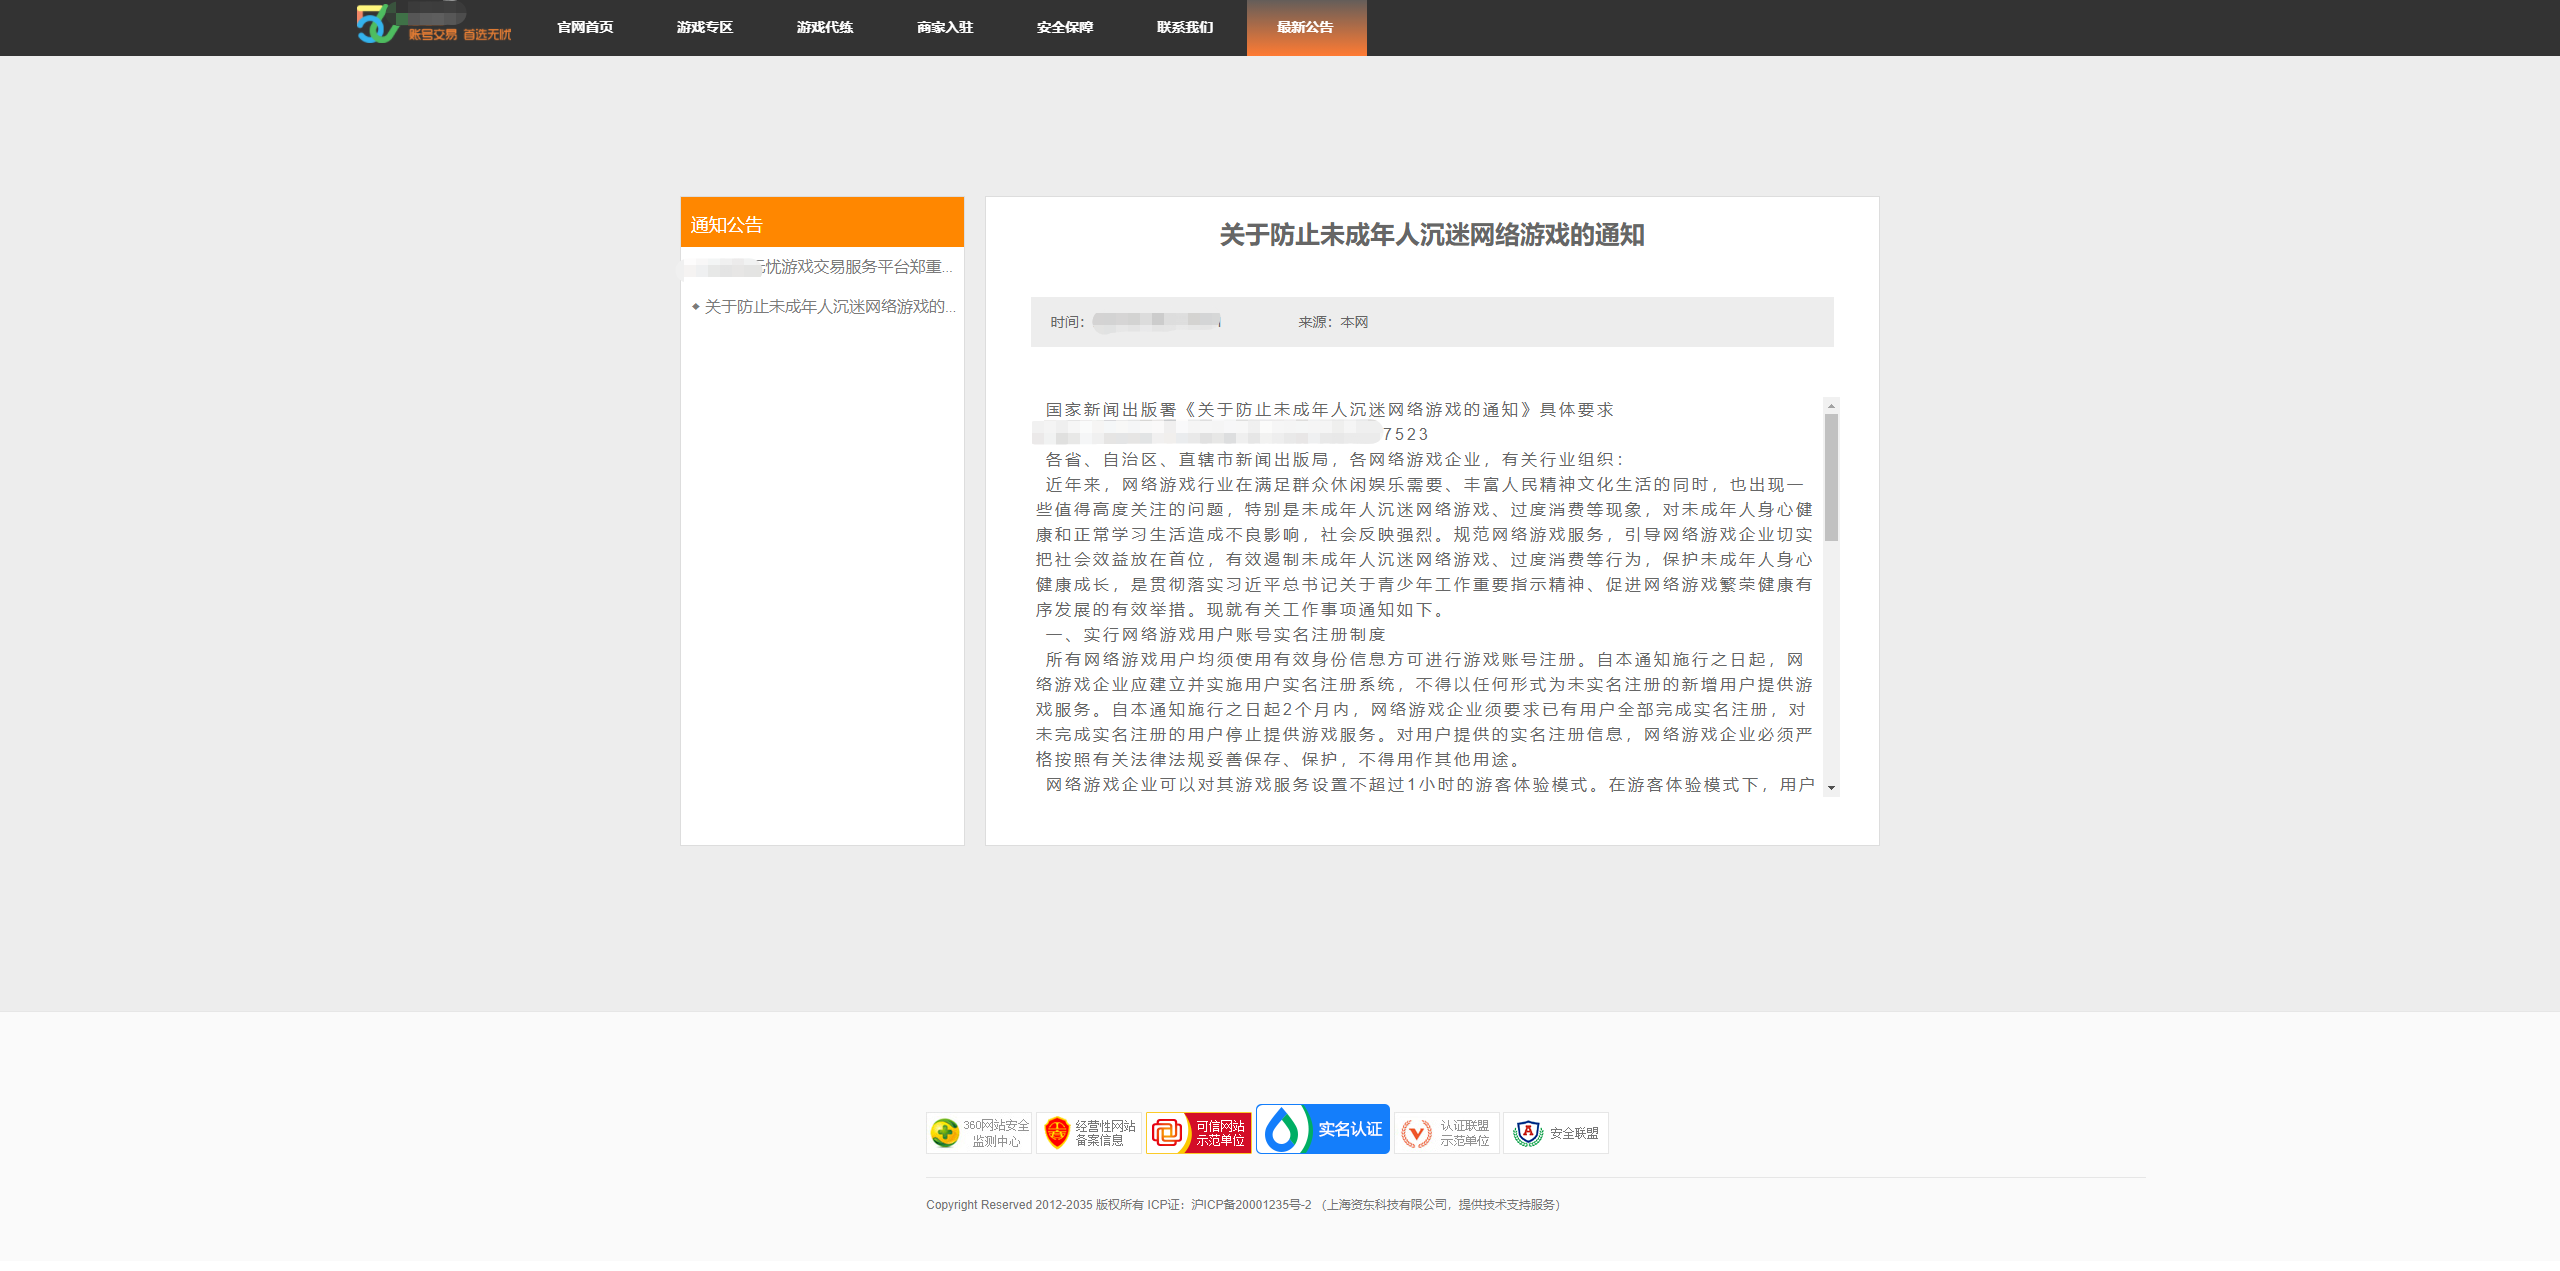 账号交易 首选无忧
官网首页
游戏专区
游戏代练
商家入驻
安全保障
联系我们
最新公告
通知公告
忧游戏交易服务平台郑重...
关于防止未成年人沉迷网络游戏的...
关于防止未成年人沉迷网络游戏的通知
时间：
来源：本网
国家新闻出版署《关于防止未成年人沉迷网络游戏的通知》具体要求
7523
各省、自治区、直辖市新闻出版局，各网络游戏企业，有关行业组织：
近年来，网络游戏行业在满足群众休闲娱乐需要、丰富人民精神文化生活的同时，也出现一
些值得高度关注的问题，特别是未成年人沉迷网络游戏、过度消费等现象，对未成年人身心健
康和正常学习生活造成不良影响，社会反映强烈。规范网络游戏服务，引导网络游戏企业切实
把社会效益放在首位，有效遏制未成年人沉迷网络游戏、过度消费等行为，保护未成年人身心
健康成长，是贯彻落实习近平总书记关于青少年工作重要指示精神、促进网络游戏繁荣健康有
序发展的有效举措。现就有关工作事项通知如下。
一、实行网络游戏用户账号实名注册制度
所有网络游戏用户均须使用有效身份信息方可进行游戏账号注册。自本通知施行之日起，网
络游戏企业应建立并实施用户实名注册系统，不得以任何形式为未实名注册的新增用户提供游
戏服务。自本通知施行之日起2个月内，网络游戏企业须要求已有用户全部完成实名注册，对
未完成实名注册的用户停止提供游戏服务。对用户提供的实名注册信息，网络游戏企业必须严
格按照有关法律法规妥善保存、保护，不得用作其他用途。
网络游戏企业可以对其游戏服务设置不超过1小时的游客体验模式。在游客体验模式下，用户
360网站安全
监测中心
经营性网站
备案信息
可信网站
示范单位
实名认证
认证联盟
示范单位
安全联盟
Copyright Reserved 2012-2035 版权所有 ICP证：沪ICP备20001235号-2 （上海资东科技有限公司，提供技术支持服务）